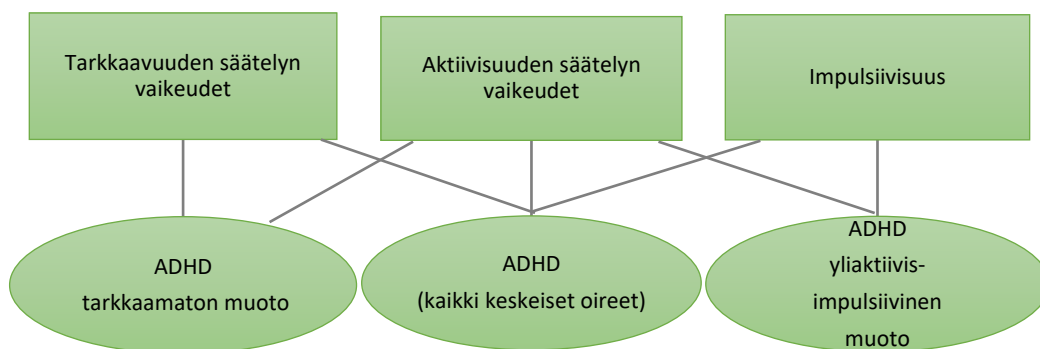 Tarkkaavuuden säätelyn
vaikeudet
Aktiivisuuden säätelyn
vaikeudet
Impulsiivisuus
ADHD
tarkkaamaton muoto
ADHD
(kaikki keskeiset oireet)
ADHD
yliaktiivis-
impulsiivinen
muoto